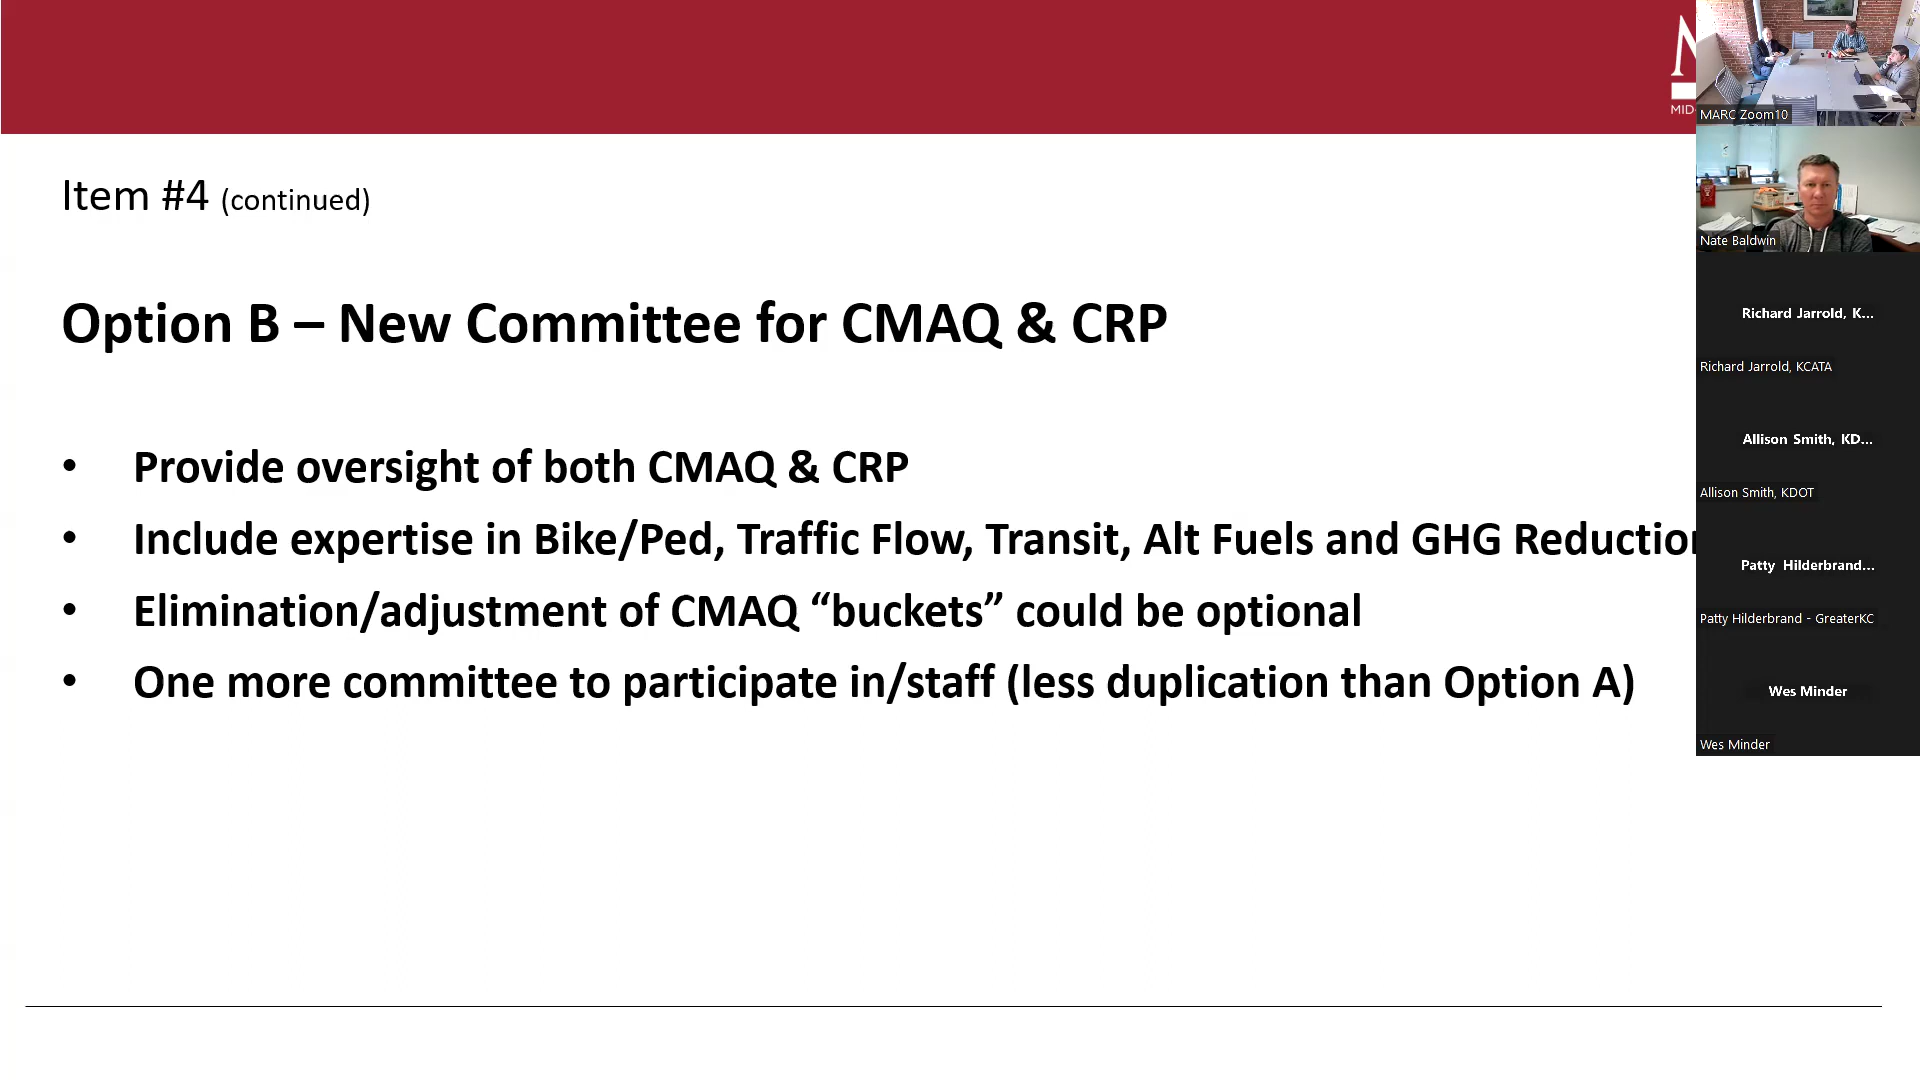 MID
Item #4 (continued)
Option B – New Committee for CMAQ & CRP
• Provide oversight of both CMAQ & CRP
• Include expertise in Bike/Ped, Traffic Flow, Transit, Alt Fuels and GHG Reduction
• Elimination/adjustment of CMAQ “buckets” could be optional
• One more committee to participate in/staff (less duplication than Option A)
MARC Zoom10
Nate Baldwin
Richard Jarrold, K...
Richard Jarrold, KCATA
Allison Smith, KD...
Allison Smith, KDOT
Patty Hilderbrand...
Patty Hilderbrand - GreaterKC
Wes Minder
Wes Minder